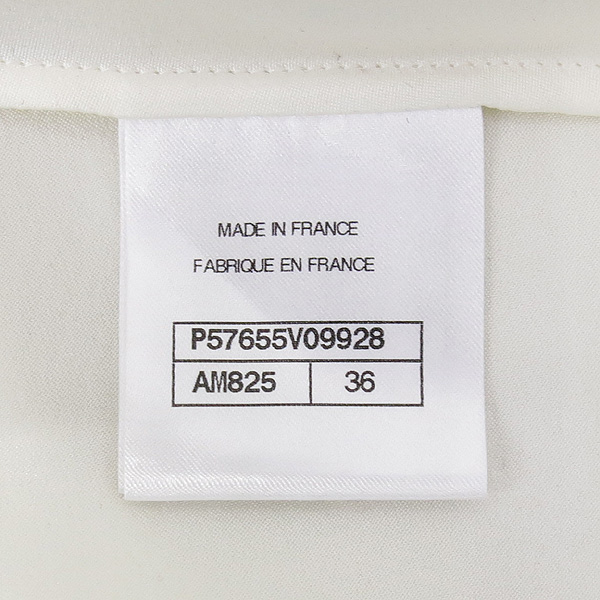 MADE IN FRANCE
FABRIQUE EN FRANCE
P57655V09928
AM825 36